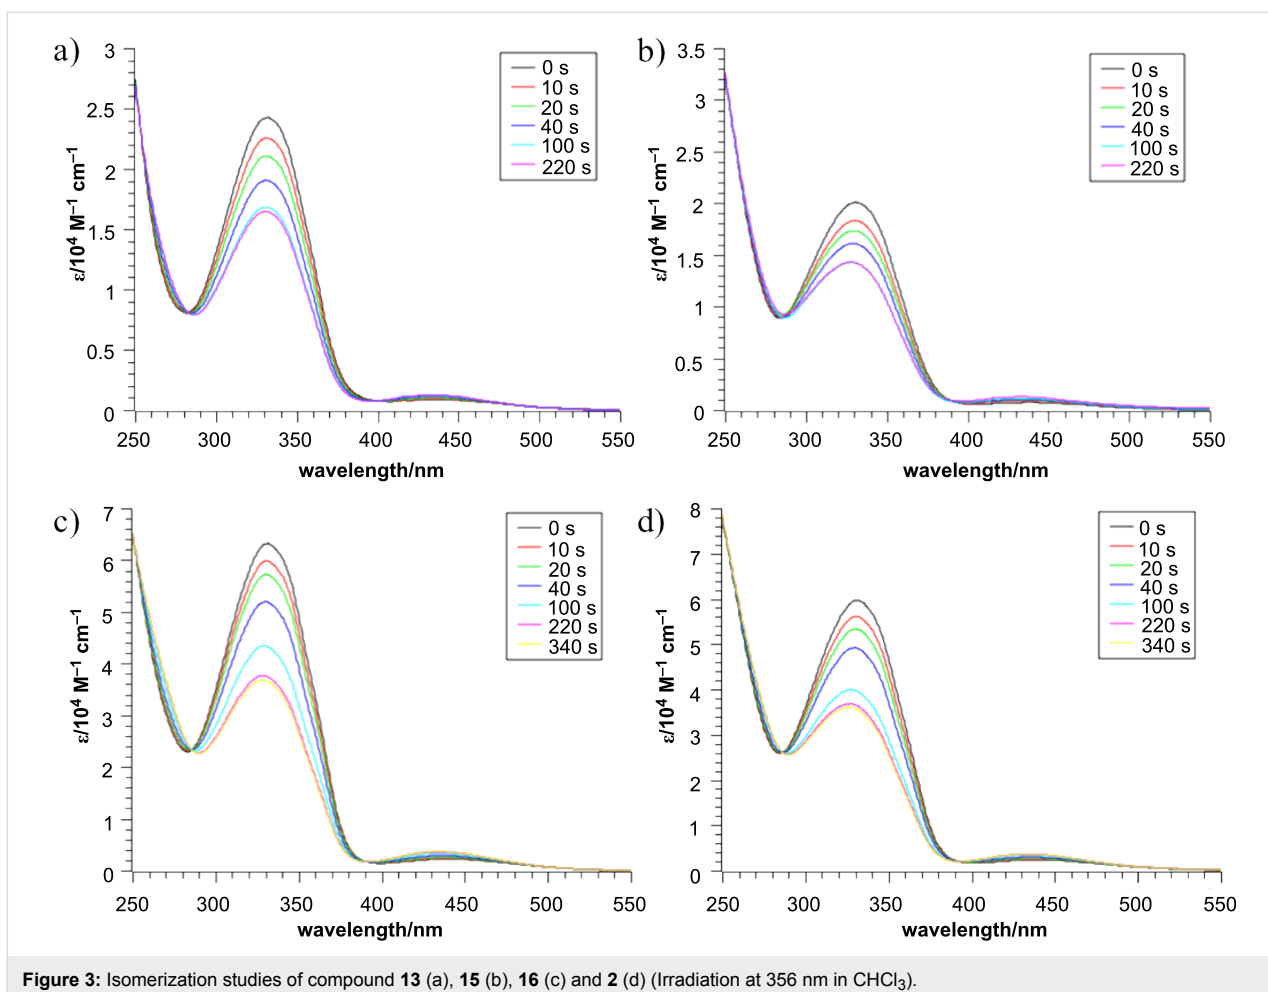 a)
3
2.5
2
1.5
1
0.5
0
ε/10⁴ M⁻¹ cm⁻¹
0 s
10 s
20 s
40 s
100 s
220 s
250 300 350 400 450 500 550
wavelength/nm
b)
3.5
3
2.5
2
1.5
1
0.5
0
ε/10⁴ M⁻¹ cm⁻¹
0 s
10 s
20 s
40 s
100 s
220 s
250 300 350 400 450 500 550
wavelength/nm
c)
7
6
5
4
3
2
1
0
ε/10⁴ M⁻¹ cm⁻¹
0 s
10 s
20 s
40 s
100 s
220 s
340 s
250 300 350 400 450 500 550
wavelength/nm
d)
8
7
6
5
4
3
2
1
0
ε/10⁴ M⁻¹ cm⁻¹
0 s
10 s
20 s
40 s
100 s
220 s
340 s
250 300 350 400 450 500 550
wavelength/nm
Figure 3: Isomerization studies of compound 13 (a), 15 (b), 16 (c) and 2 (d) (Irradiation at 356 nm in CHCl₃).